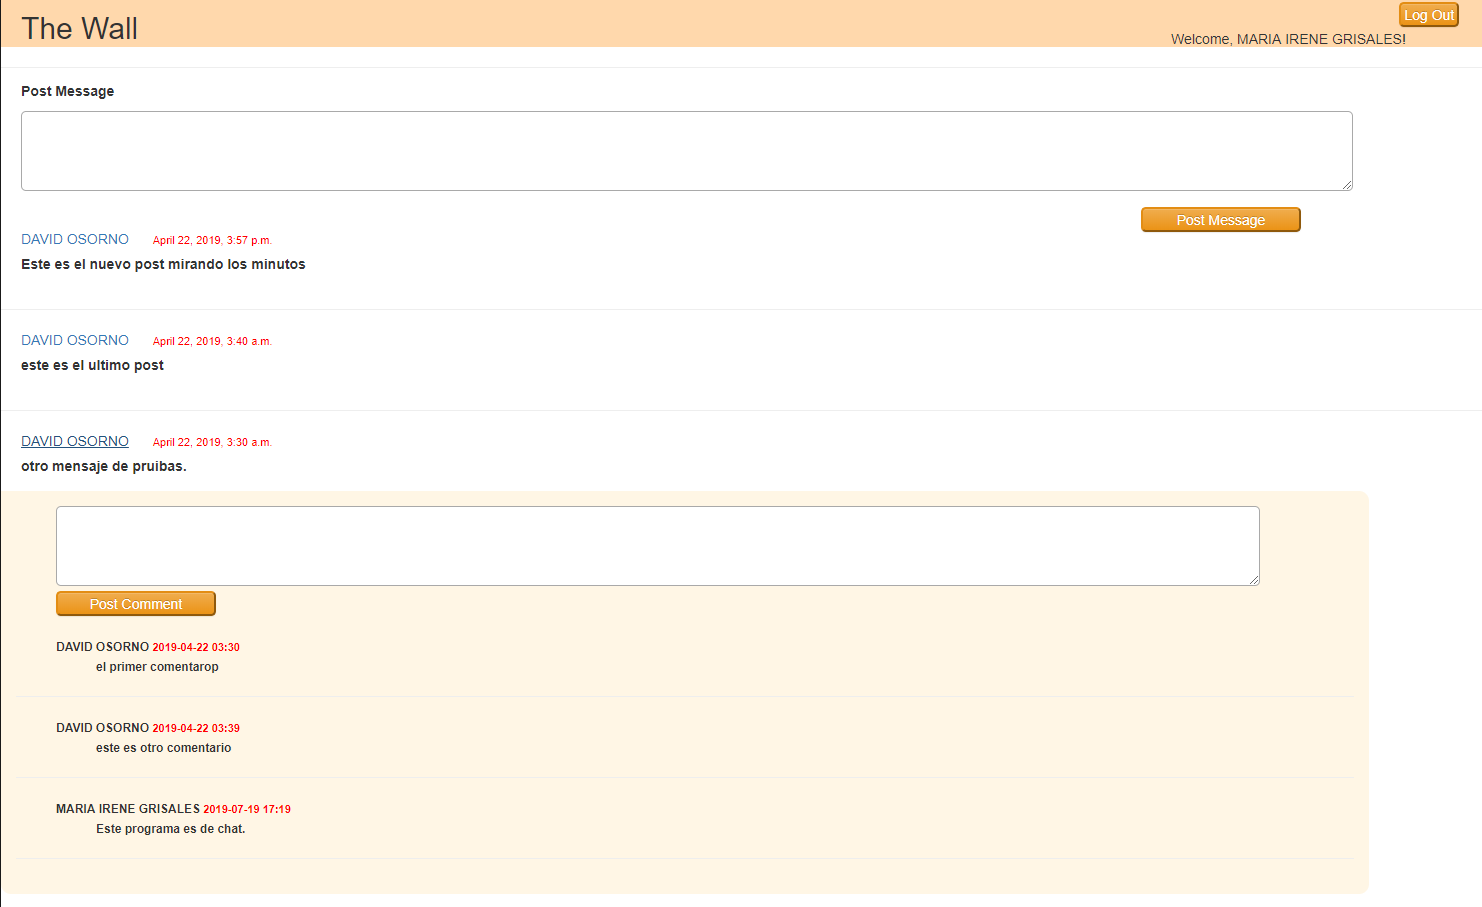 The Wall
Log Out
Welcome, MARIA IRENE GRISALES!
Post Message
Post Message
DAVID OSORNO April 22, 2019, 3:57 p.m.
Este es el nuevo post mirando los minutos
DAVID OSORNO April 22, 2019, 3:40 a.m.
este es el ultimo post
DAVID OSORNO April 22, 2019, 3:30 a.m.
otro mensaje de pruibas.
Post Comment
DAVID OSORNO 2019-04-22 03:30
el primer comentarop
DAVID OSORNO 2019-04-22 03:39
este es otro comentario
MARIA IRENE GRISALES 2019-07-19 17:19
Este programa es de chat.